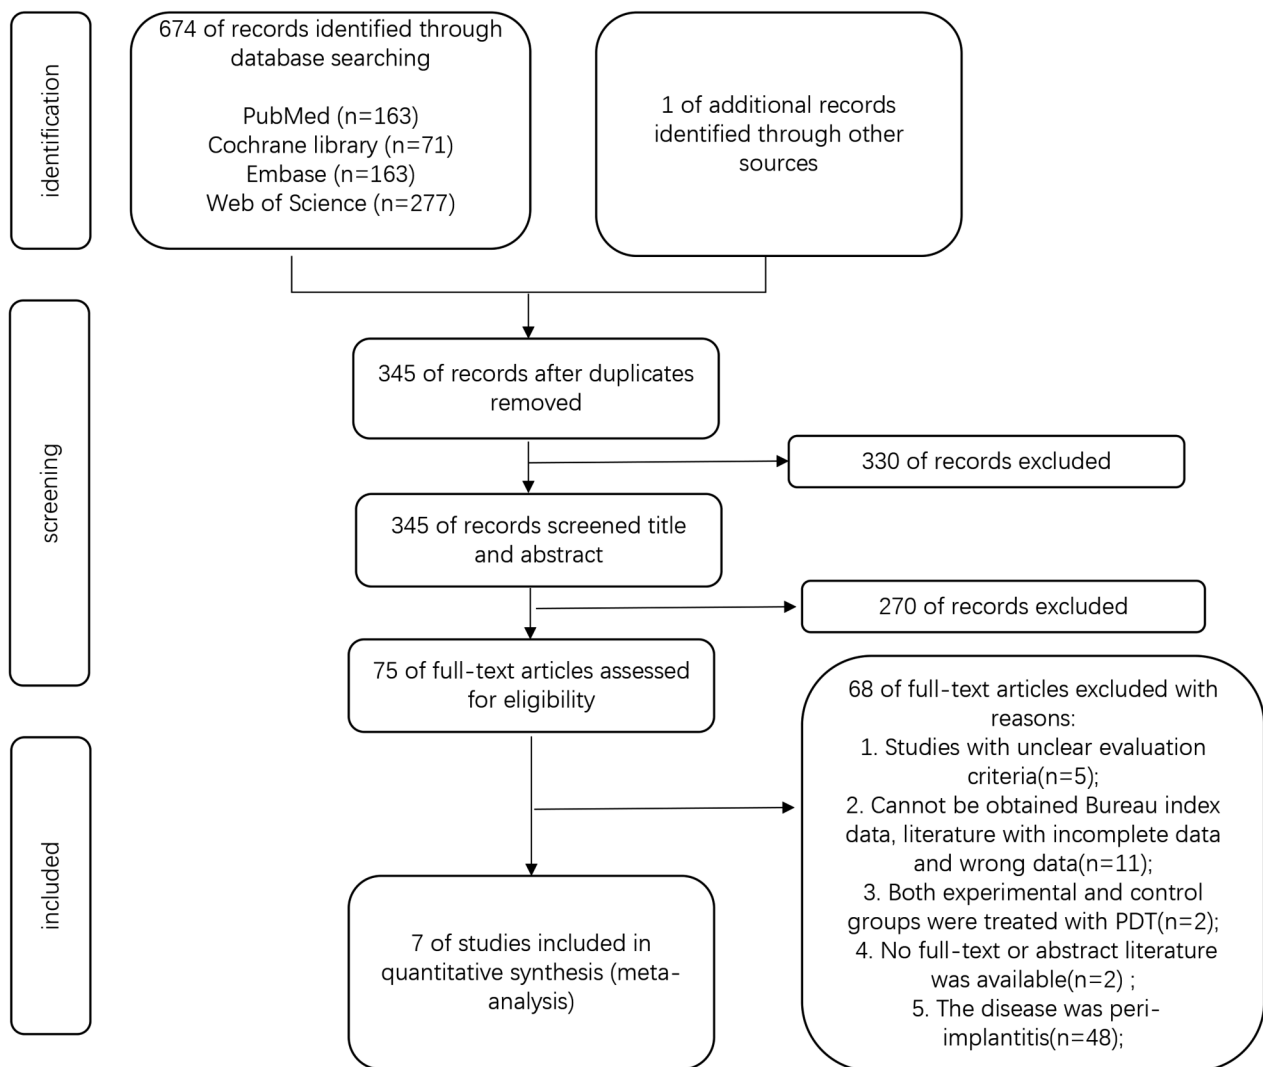 identification
674 of records identified through
database searching
PubMed (n=163)
Cochrane library (n=71)
Embase (n=163)
Web of Science (n=277)
1 of additional records
identified through other
sources
screening
345 of records after duplicates
removed
330 of records excluded
345 of records screened title
and abstract
270 of records excluded
75 of full-text articles assessed
for eligibility
68 of full-text articles excluded with
reasons:
1. Studies with unclear evaluation
criteria(n=5);
2. Cannot be obtained Bureau index
data, literature with incomplete data
and wrong data(n=11);
3. Both experimental and control
groups were treated with PDT(n=2);
4. No full-text or abstract literature
was available(n=2) ;
5. The disease was peri-
implantitis(n=48);
included
7 of studies included in
quantitative synthesis (meta-
analysis)